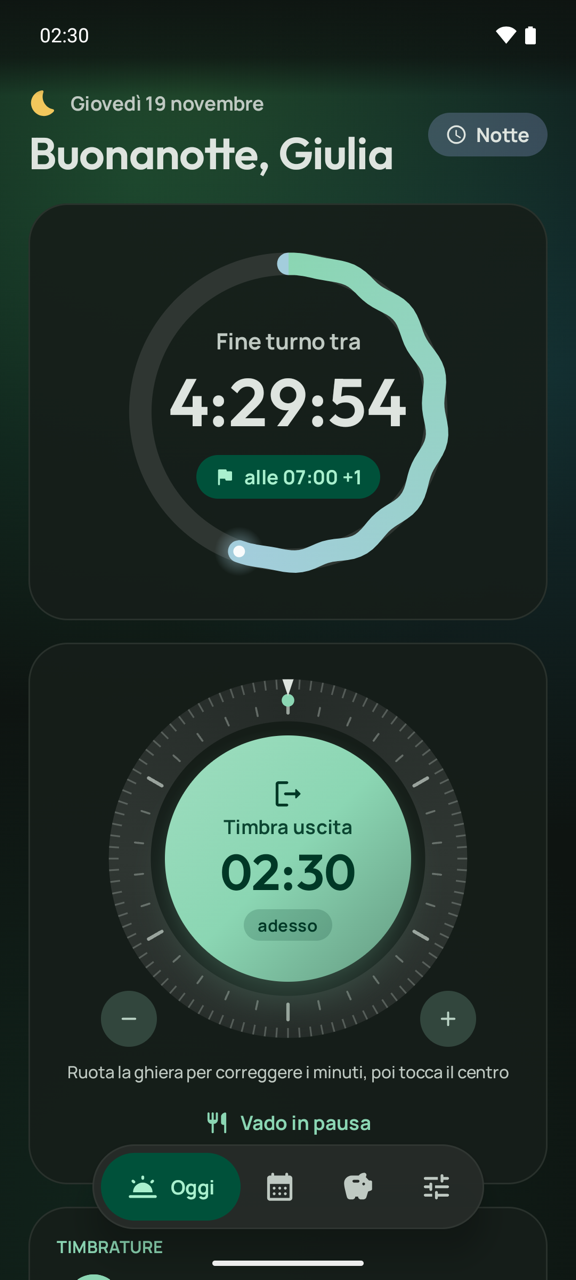 02:30
Giovedì 19 novembre
Buonanotte, Giulia
Notte
Fine turno tra
4:29:54
alle 07:00 +1
Timbra uscita
02:30
adesso
Ruota la ghiera per correggere i minuti, poi tocca il centro
Vado in pausa
Oggi
TIMBRATURE